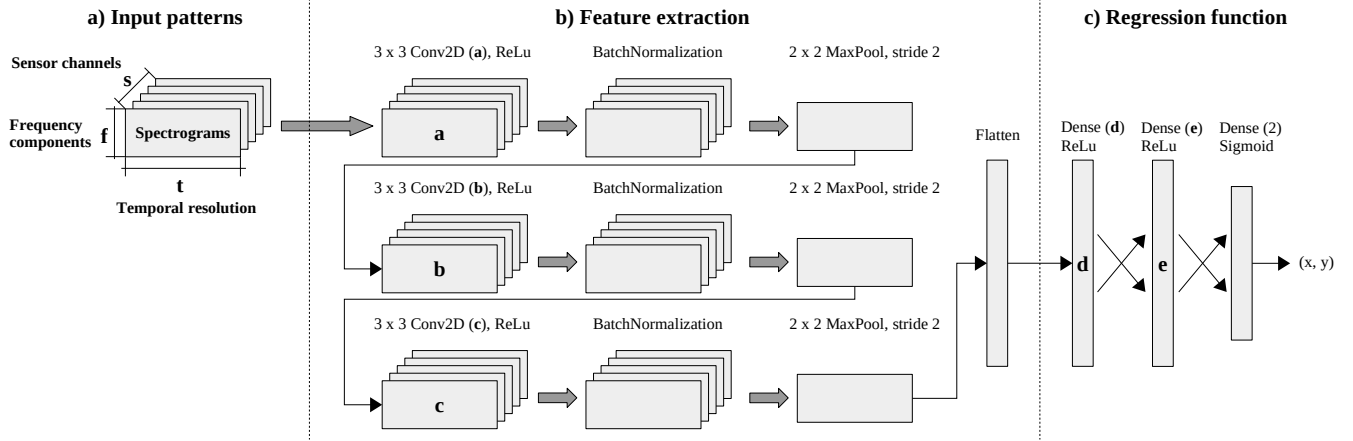 a) Input patterns
Sensor channels
s
Frequency
components
f
Spectrograms
t
Temporal resolution
b) Feature extraction
3 x 3 Conv2D (a), ReLu
BatchNormalization
2 x 2 MaxPool, stride 2
a
3 x 3 Conv2D (b), ReLu
BatchNormalization
2 x 2 MaxPool, stride 2
b
3 x 3 Conv2D (c), ReLu
BatchNormalization
2 x 2 MaxPool, stride 2
c
Flatten
c) Regression function
Dense (d)
ReLu
Dense (e)
ReLu
Dense (2)
Sigmoid
d
e
(x, y)